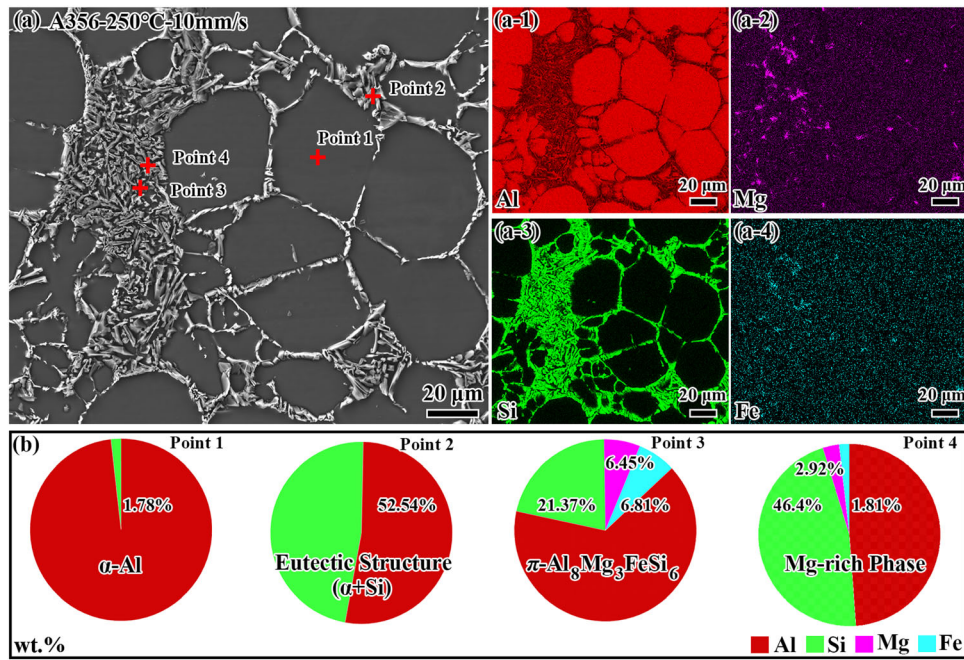 (a) A356-250°C-10mm/s
Point 2
Point 1
Point 4
Point 3
20 μm
(a-1)
Al
20 μm
(a-2)
Mg
20 μm
(a-3)
Si
20 μm
(a-4)
Fe
20 μm
(b)
Point 1
1.78%
α-Al
Point 2
52.54%
Eutectic Structure
(α+Si)
Point 3
6.45%
21.37%
6.81%
π-Al₈Mg₃FeSi₆
Point 4
2.92%
46.4%
1.81%
Mg-rich Phase
wt.%
Al Si Mg Fe